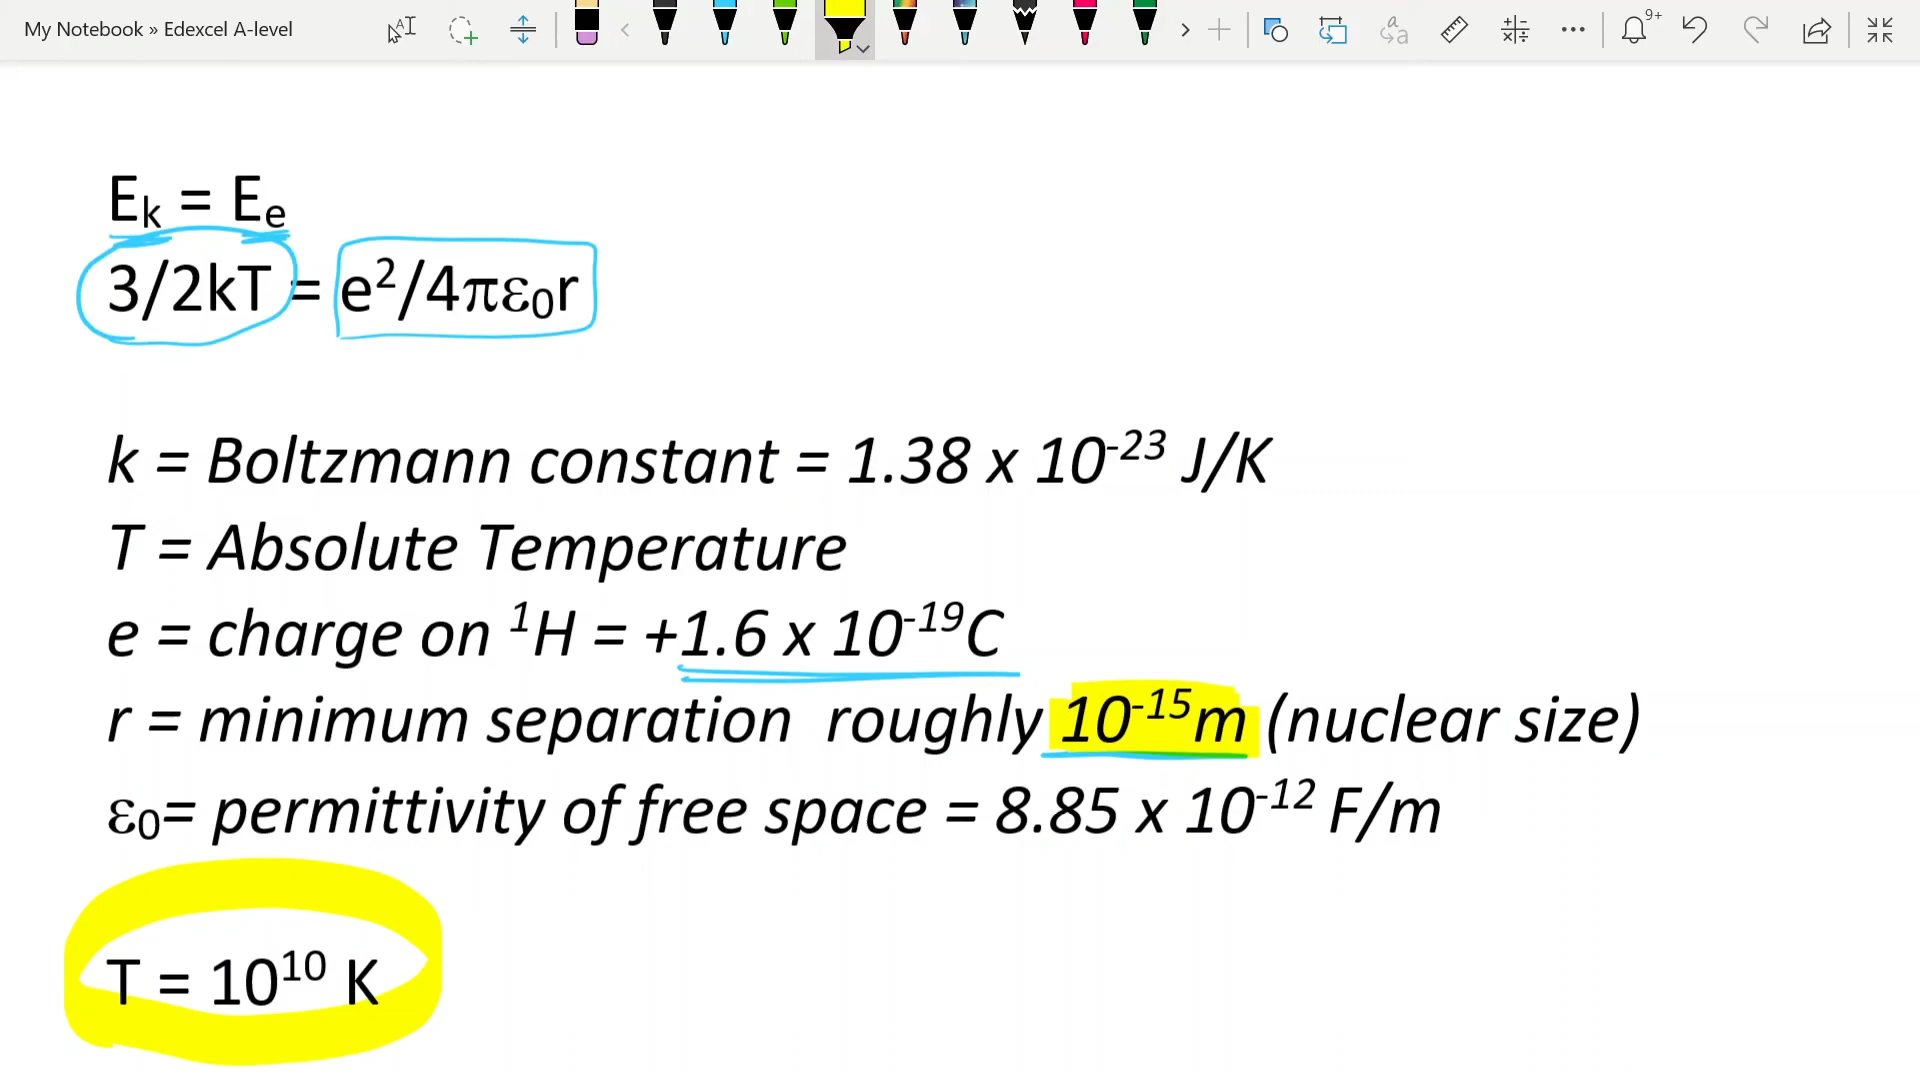 My Notebook » Edexcel A-level
9+
Eₖ = Eₑ
3/2kT = e²/4πε₀r
k = Boltzmann constant = 1.38 x 10⁻²³ J/K
T = Absolute Temperature
e = charge on ¹H = +1.6 x 10⁻¹⁹C
r = minimum separation roughly 10⁻¹⁵m (nuclear size)
ε₀= permittivity of free space = 8.85 x 10⁻¹² F/m
T = 10¹⁰ K